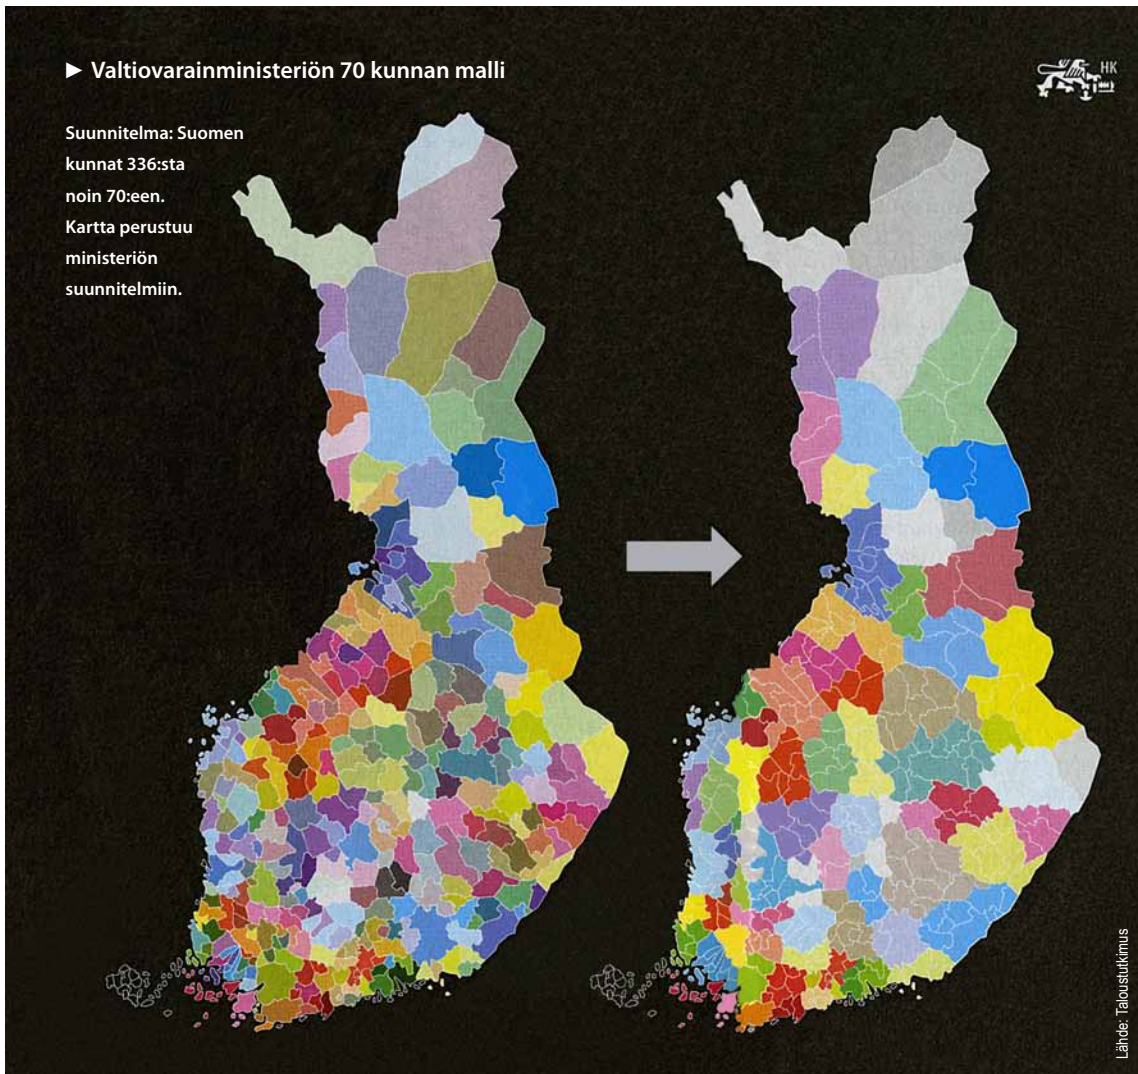 ► Valtiovarainministeriön 70 kunnan malli
HK
Suunnitelma: Suomen
kunnat 336:sta
noin 70:een.
Kartta perustuu
ministeriön
suunnitelmiin.
Lähde: Taloustutkimus